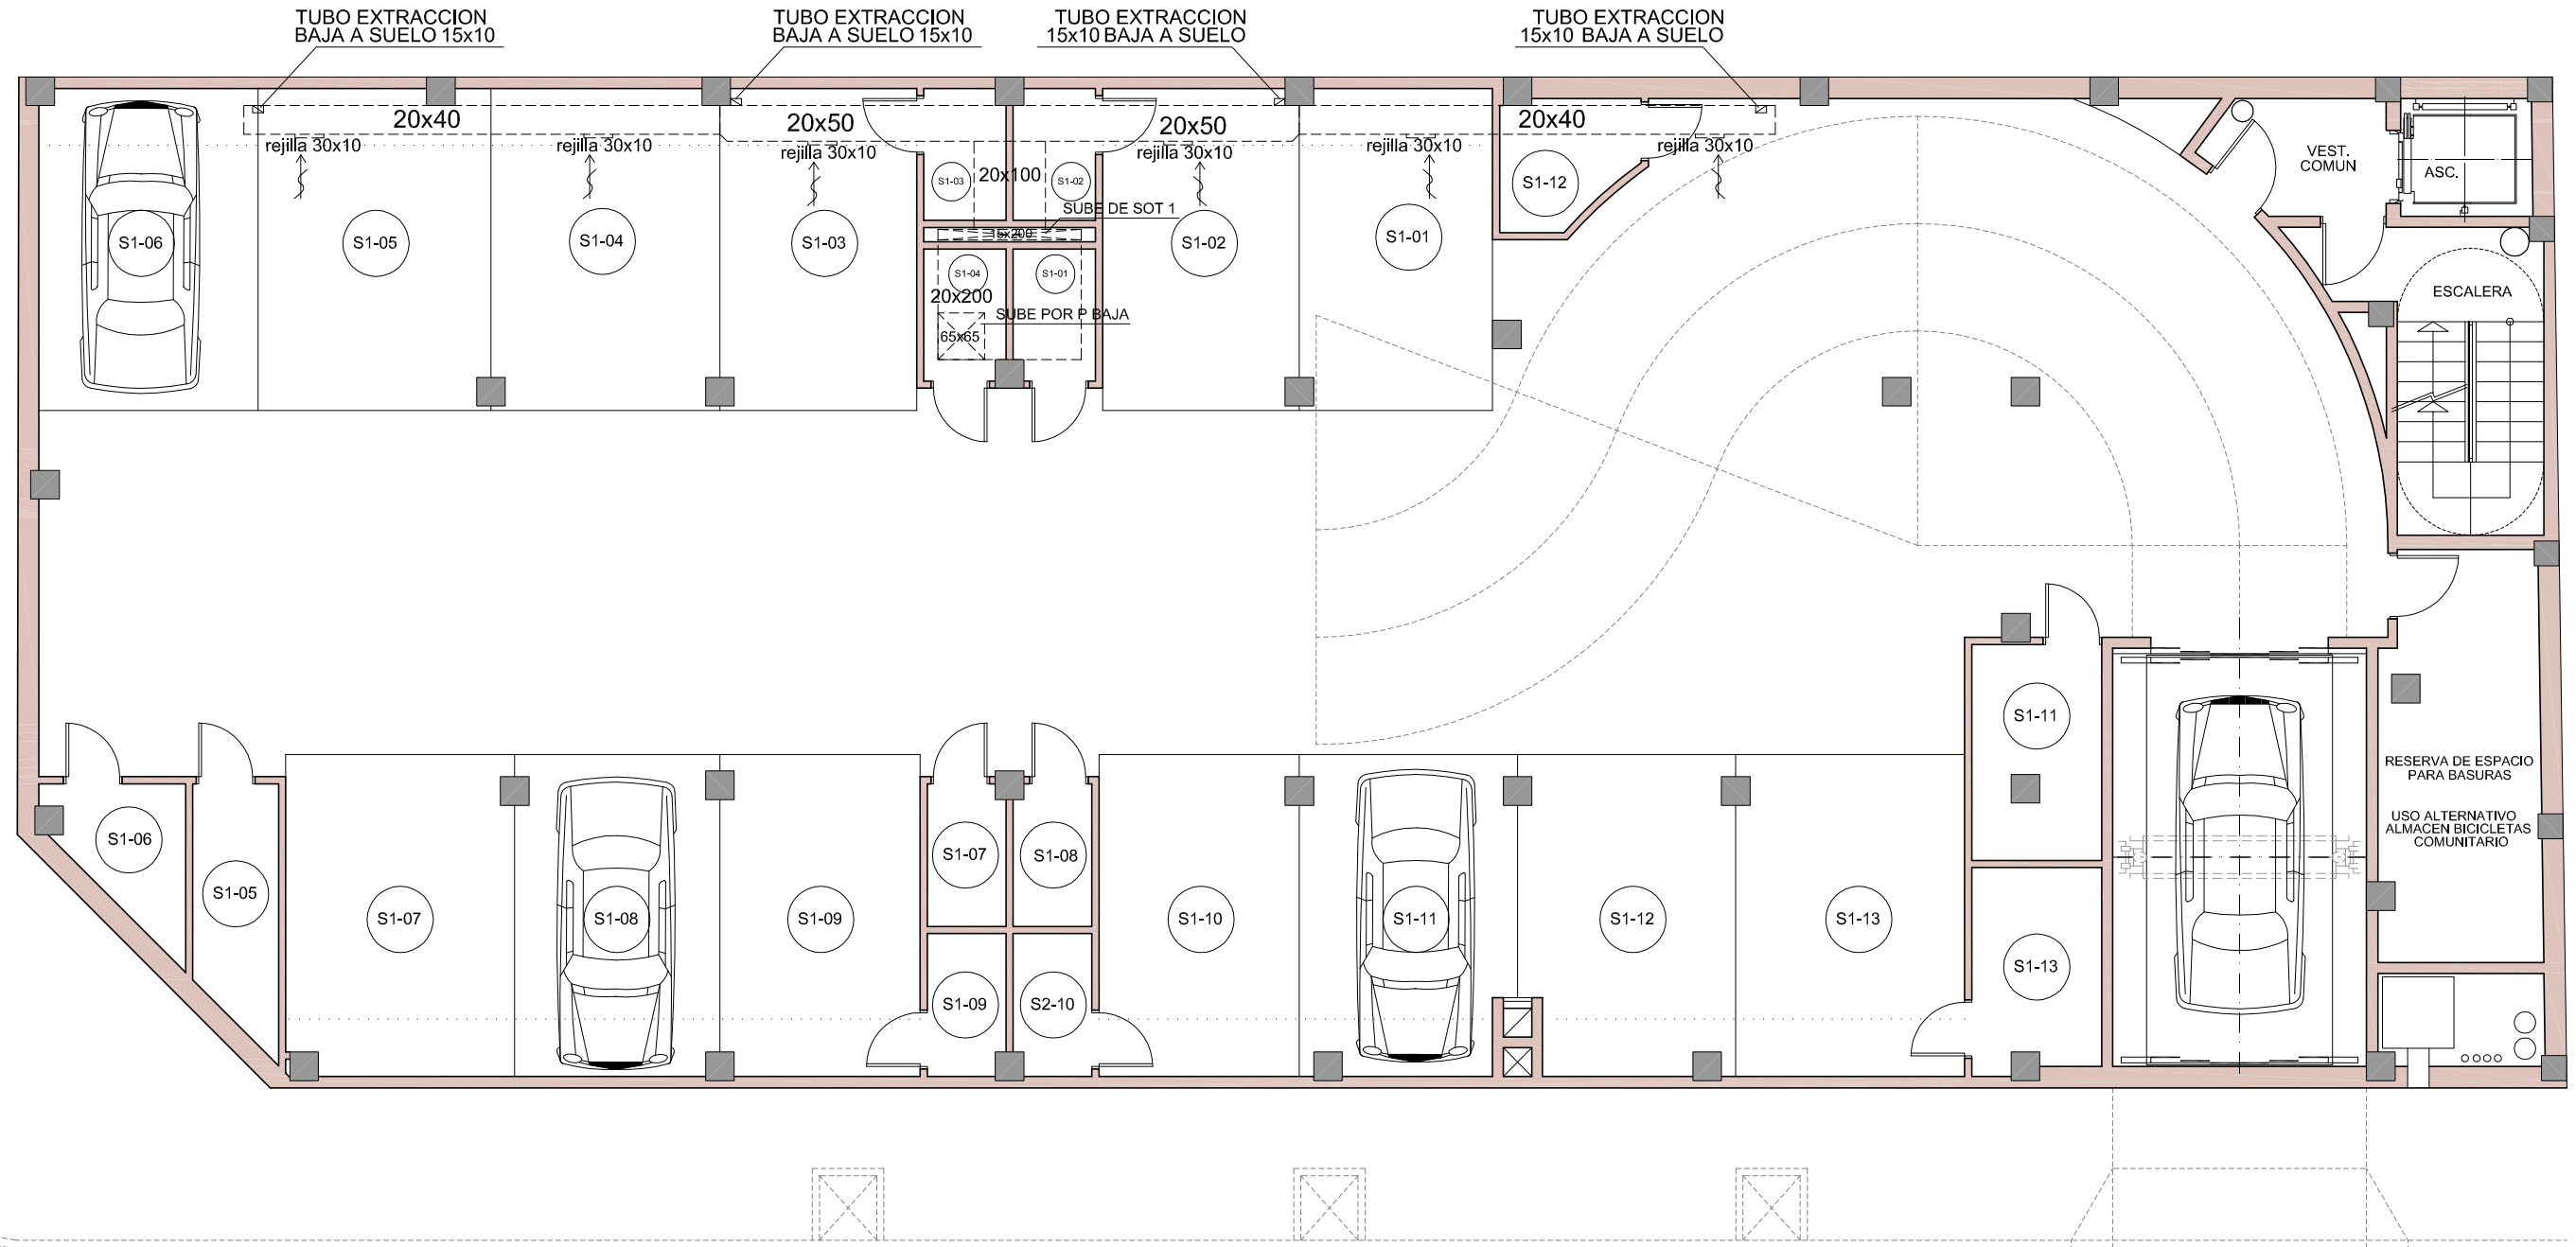 TUBO EXTRACCION
BAJA A SUELO 15x10
TUBO EXTRACCION
BAJA A SUELO 15x10
TUBO EXTRACCION
15x10 BAJA A SUELO
TUBO EXTRACCION
15x10 BAJA A SUELO
20x40
20x50
20x50
20x40
rejilla 30x10
rejilla 30x10
rejilla 30x10
rejilla 30x10
rejilla 30x10
rejilla 30x10
VEST.
COMUN
ASC.
S1-03
20x100
S1-02
S1-12
SUBE DE SOT 1
15x200
S1-06
S1-05
S1-04
S1-03
S1-02
S1-01
S1-04
S1-01
20x200
SUBE POR P BAJA
65x65
ESCALERA
S1-11
RESERVA DE ESPACIO
PARA BASURAS
USO ALTERNATIVO
ALMACEN BICICLETAS
COMUNITARIO
S1-06
S1-05
S1-07
S1-08
S1-07
S1-08
S1-09
S1-10
S1-11
S1-12
S1-13
S1-09
S2-10
S1-13